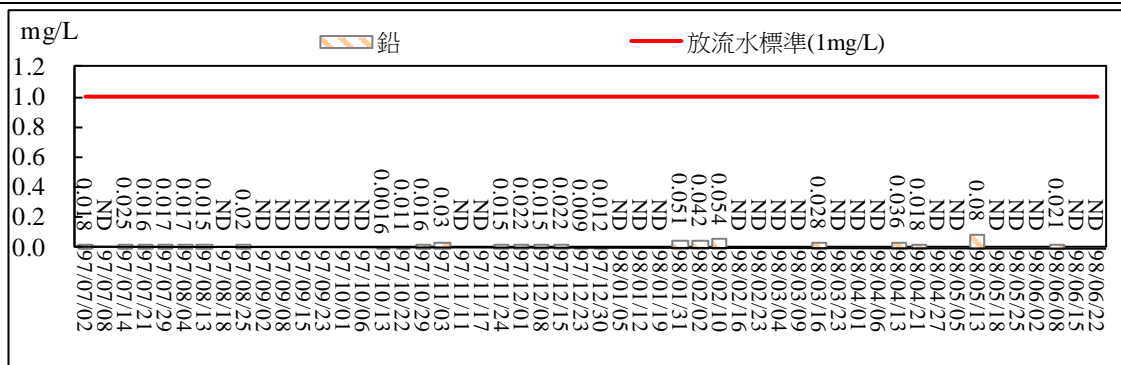 mg/L
鉛
放流水標準(1mg/L)
1.2
1.0
0.8
0.6
0.4
0.2
0.0
0.018
ND
0.025
0.016
0.017
0.017
0.015
ND
0.02
ND
ND
ND
ND
ND
ND
0.0016
0.011
0.016
0.03
ND
ND
0.015
0.022
0.015
0.022
0.009
0.012
ND
ND
ND
0.051
0.042
0.054
ND
ND
ND
ND
0.028
ND
ND
ND
0.036
0.018
ND
ND
0.08
ND
ND
ND
0.021
ND
ND
97/07/02
97/07/08
97/07/14
97/07/21
97/07/29
97/08/04
97/08/13
97/08/18
97/08/25
97/09/02
97/09/08
97/09/15
97/09/23
97/10/01
97/10/06
97/10/13
97/10/22
97/10/29
97/11/03
97/11/11
97/11/17
97/11/24
97/12/01
97/12/08
97/12/15
97/12/23
97/12/30
98/01/05
98/01/12
98/01/19
98/01/31
98/02/02
98/02/10
98/02/16
98/02/23
98/03/04
98/03/09
98/03/16
98/03/23
98/04/01
98/04/06
98/04/13
98/04/21
98/04/27
98/05/05
98/05/13
98/05/18
98/05/25
98/06/02
98/06/08
98/06/15
98/06/22